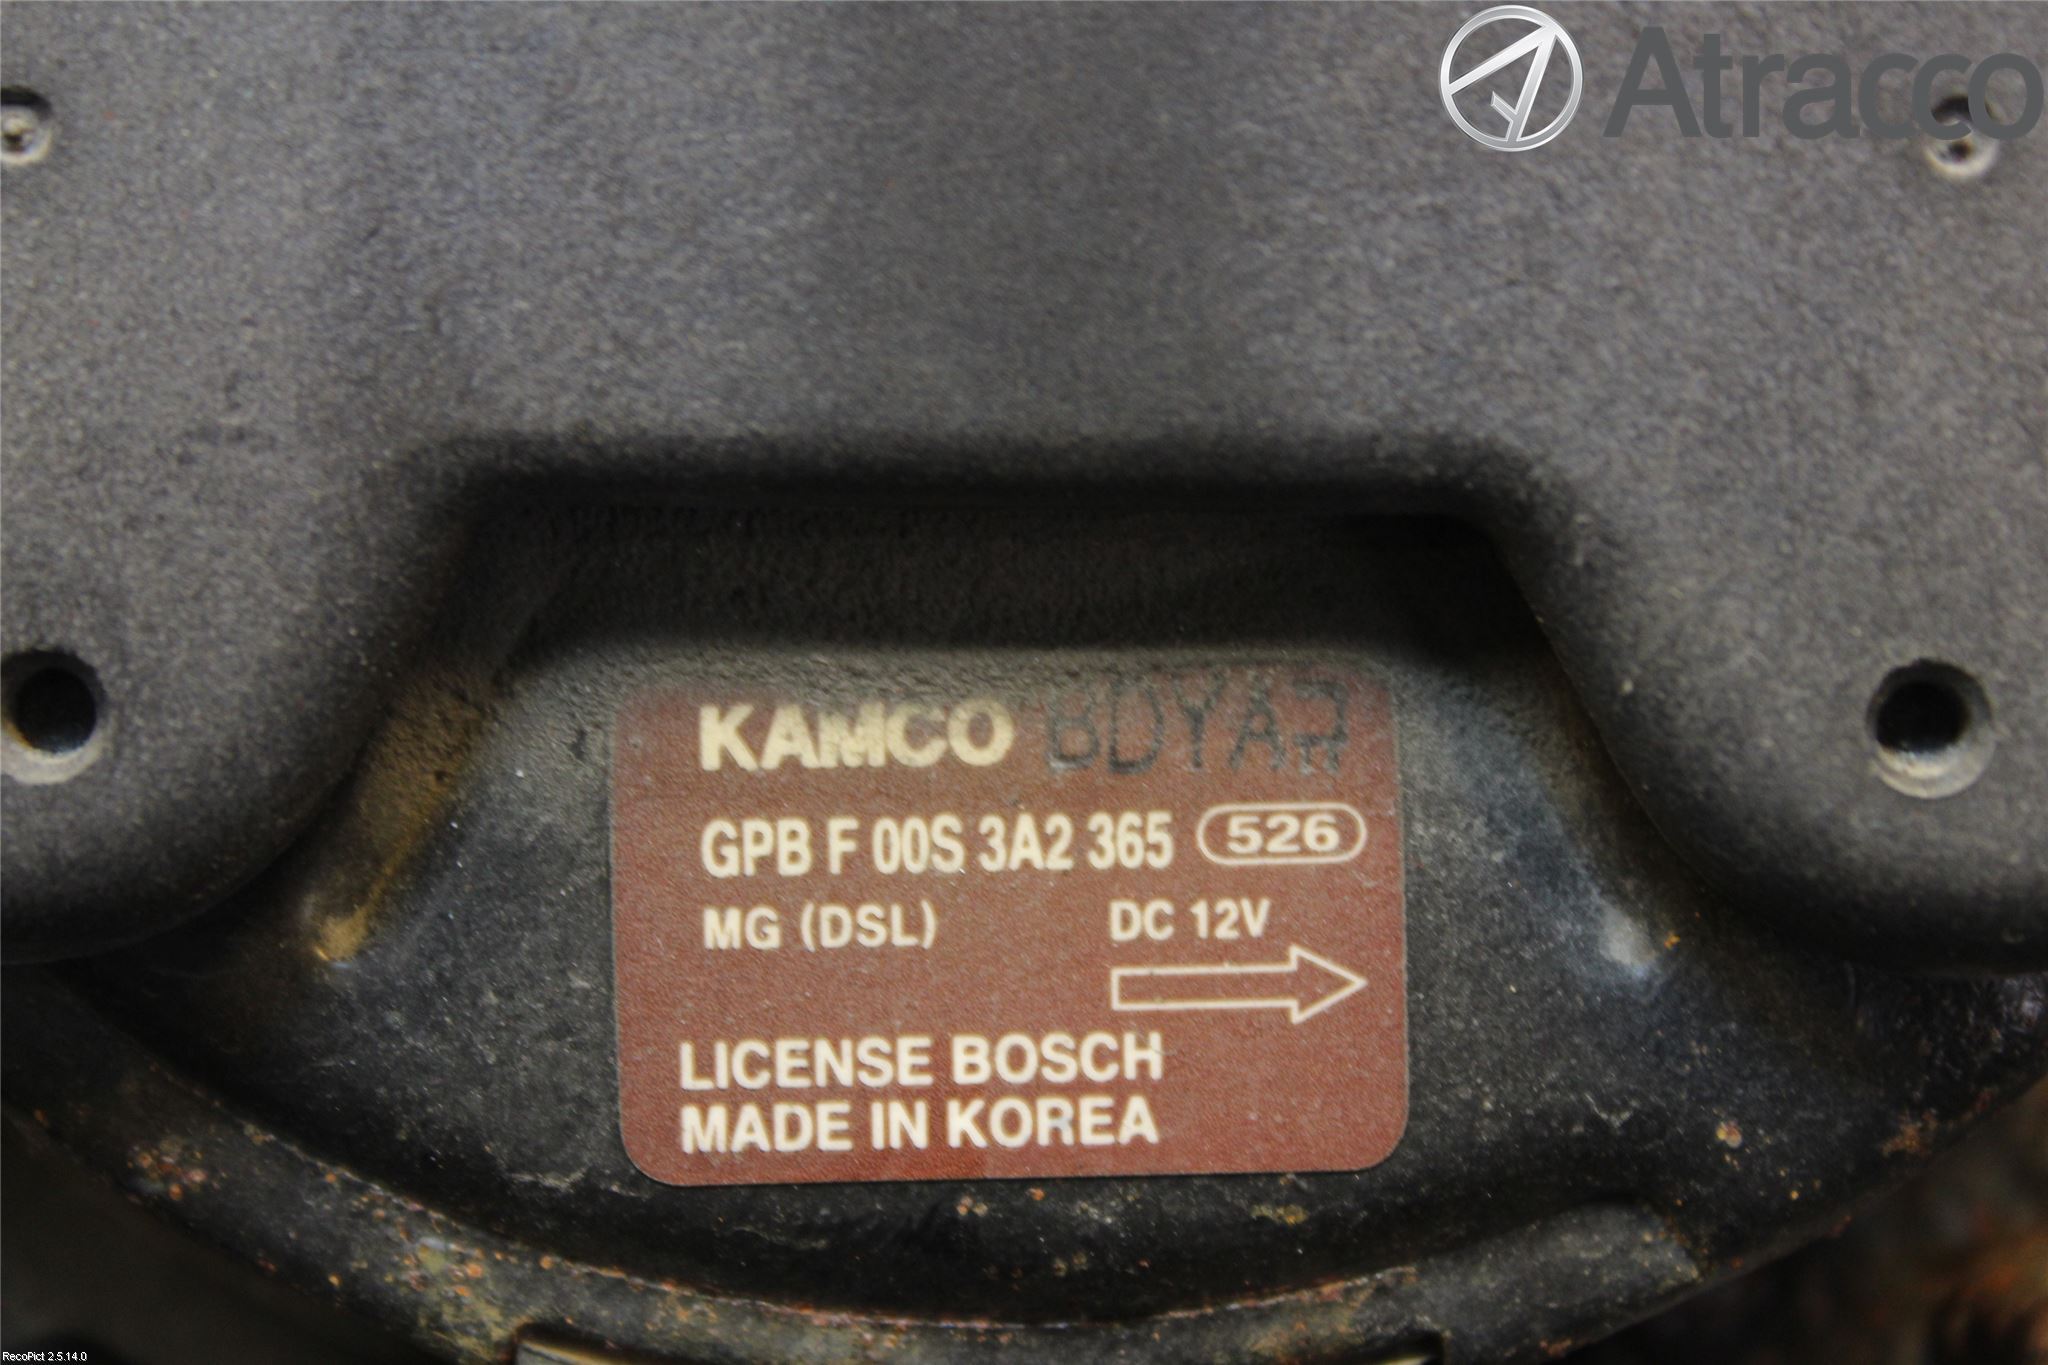 Atracco
KAMCO BDYAㅋ
GPB F 00S 3A2 365 526
MG (DSL) DC 12V
LICENSE BOSCH
MADE IN KOREA
RecoPict 2.5.14.0